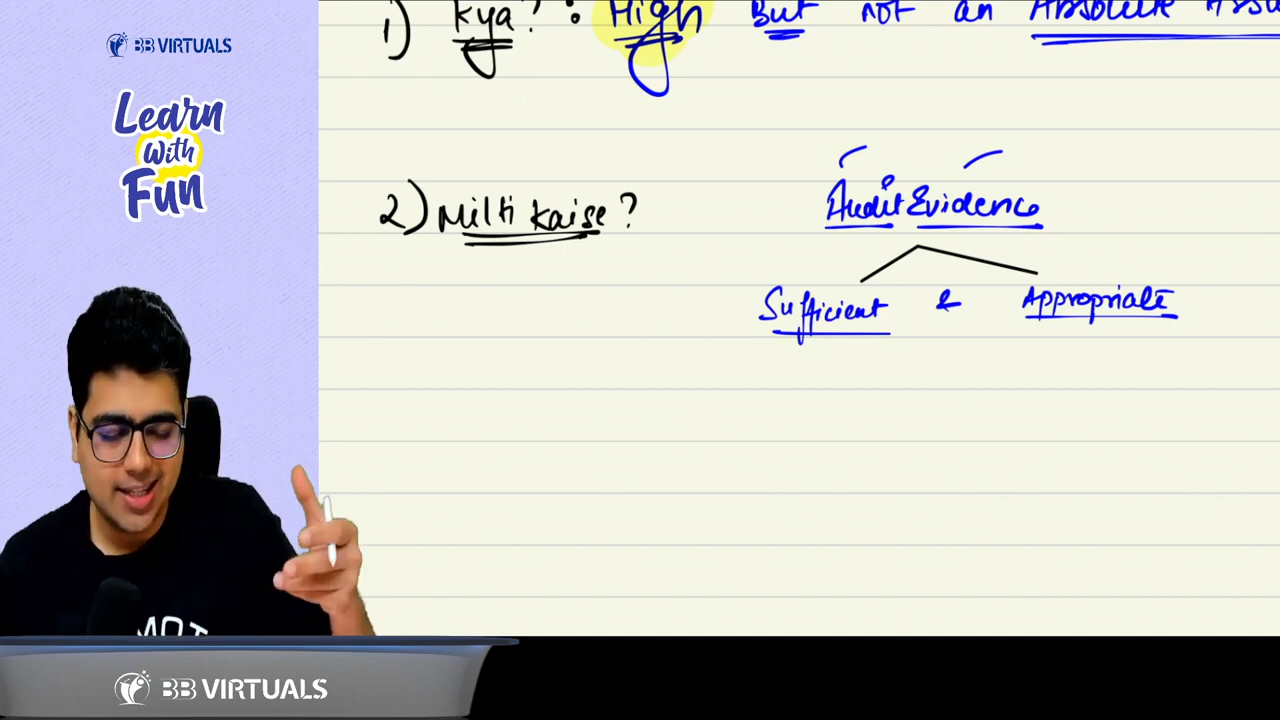 BB VIRTUALS
Learn
With
Fun
1) Kya? : High But not an Absolute
2) Milti Kaise?
Audit Evidence
Sufficient & Appropriate
BB VIRTUALS